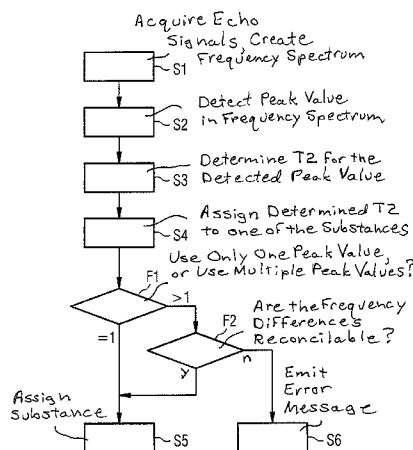 Acquire Echo
Signals, Create
Frequency Spectrum
S1
Detect Peak Value
in Frequency Spectrum
S2
Determine T2 for the
Detected Peak Value
S3
Assign Determined T2
to one of the Substances
S4
Use Only One Peak Value,
or Use Multiple Peak Values?
F1
>1
=1
Are the Frequency
Differences
Reconcilable?
F2
y
n
Assign
Substance
S5
Emit
Error
Message
S6